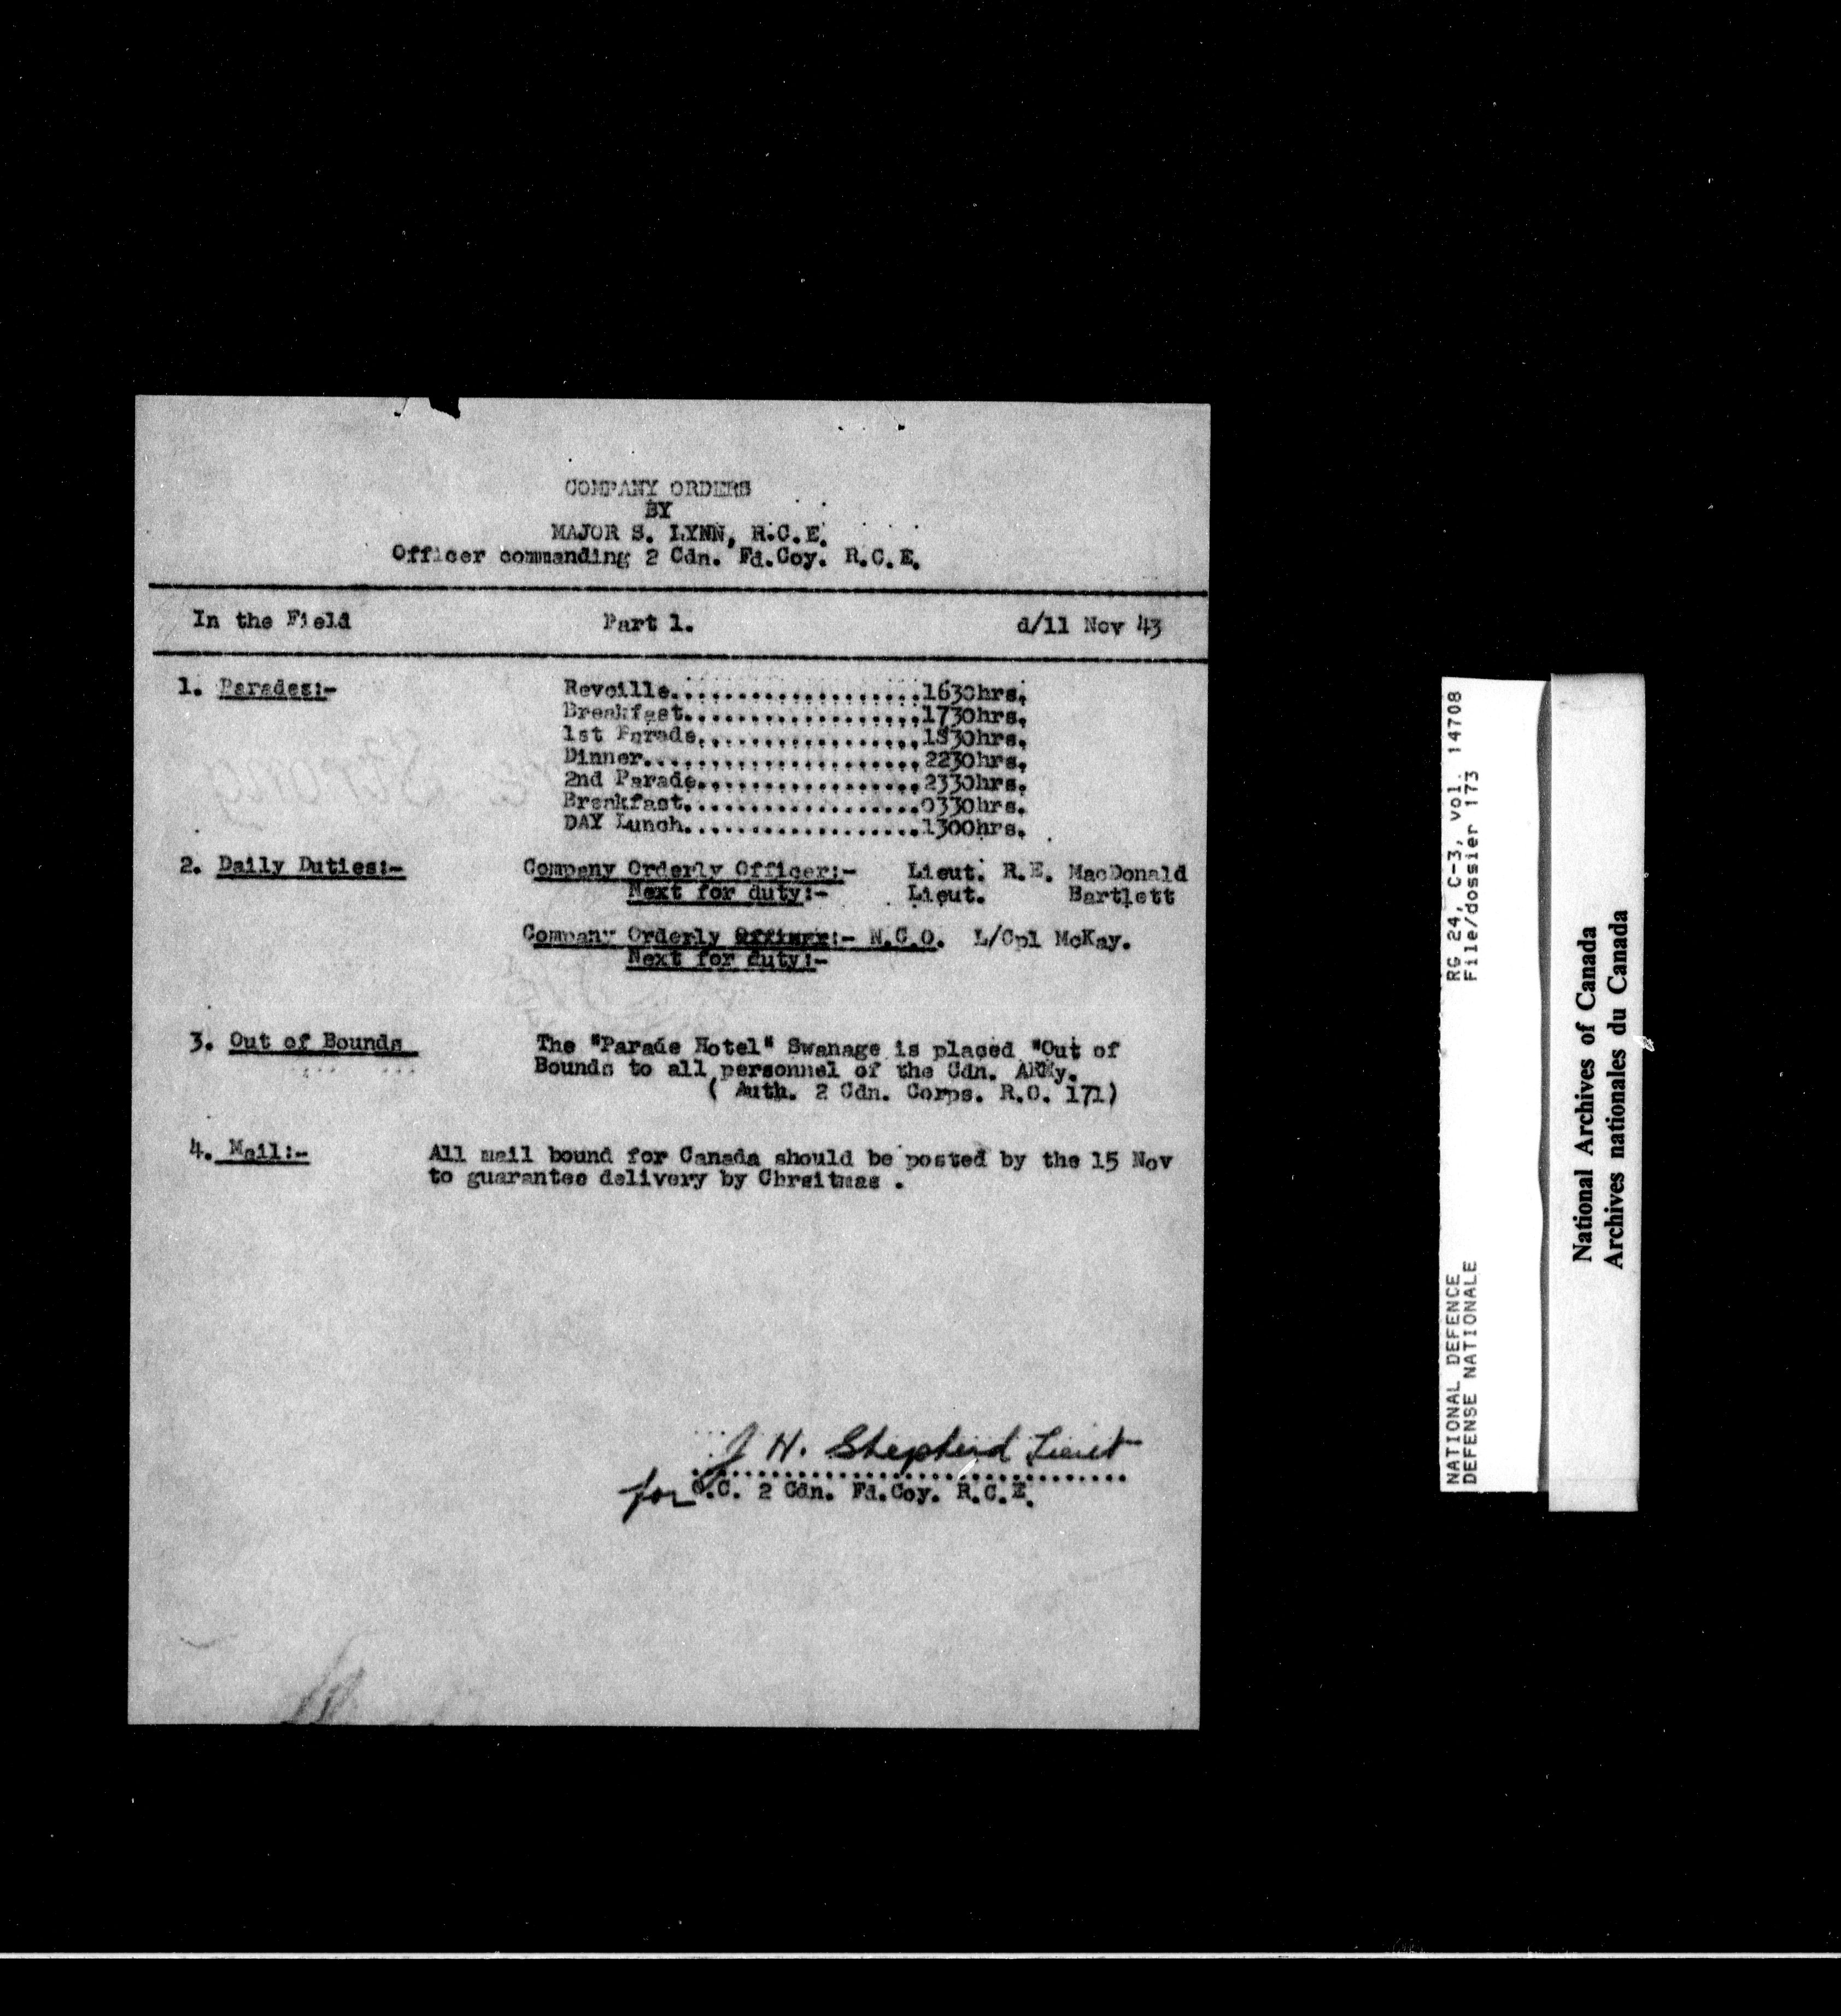 COMPANY ORDERS
BY
MAJOR S. LYNN, R.C.E.
Officer commanding 2 Cdn. Fd.Coy. R.C.E.
In the Field Part 1. d/11 Nov 43
1. Parades:- Reveille...................1630hrs.
Breakfast..................1730hrs.
1st Parade.................1830hrs.
Dinner.....................2230hrs.
2nd Parade.................2330hrs.
Breakfast..................0330hrs.
DAY Lunch..................1300hrs.
2. Daily Duties:- Company Orderly Officer:- Lieut. R.E. MacDonald
Next for duty:- Lieut. Bartlett
Company Orderly Officer:- N.C.O. L/Cpl McKay.
Next for duty:-
3. Out of Bounds The "Parade Hotel" Swanage is placed "Out of
Bounds to all personnel of the Cdn. ARMy.
( Auth. 2 Cdn. Corps. R.O. 171)
4. Mail:- All mail bound for Canada should be posted by the 15 Nov
to guarantee delivery by Chrsitmas .
J H. Shepherd Lieut
................................
for O.C. 2 Cdn. Fd.Coy. R.C.E.
NATIONAL DEFENCE RG 24, C-3, vol. 14708
DEFENSE NATIONALE File/dossier 173
National Archives of Canada
Archives nationales du Canada